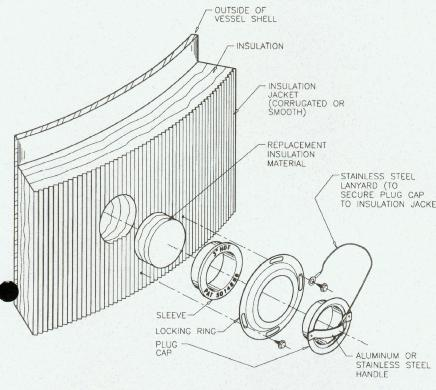 OUTSIDE OF
VESSEL SHELL
INSULATION
INSULATION
JACKET
(CORRUGATED OR
SMOOTH)
REPLACEMENT
INSULATION
MATERIAL
STAINLESS STEEL
LANYARD (TO
SECURE PLUG CAP
TO INSULATION JACKE
SLEEVE
LOCKING RING
PLUG
CAP
ALUMINUM OR
STAINLESS STEEL
HANDLE